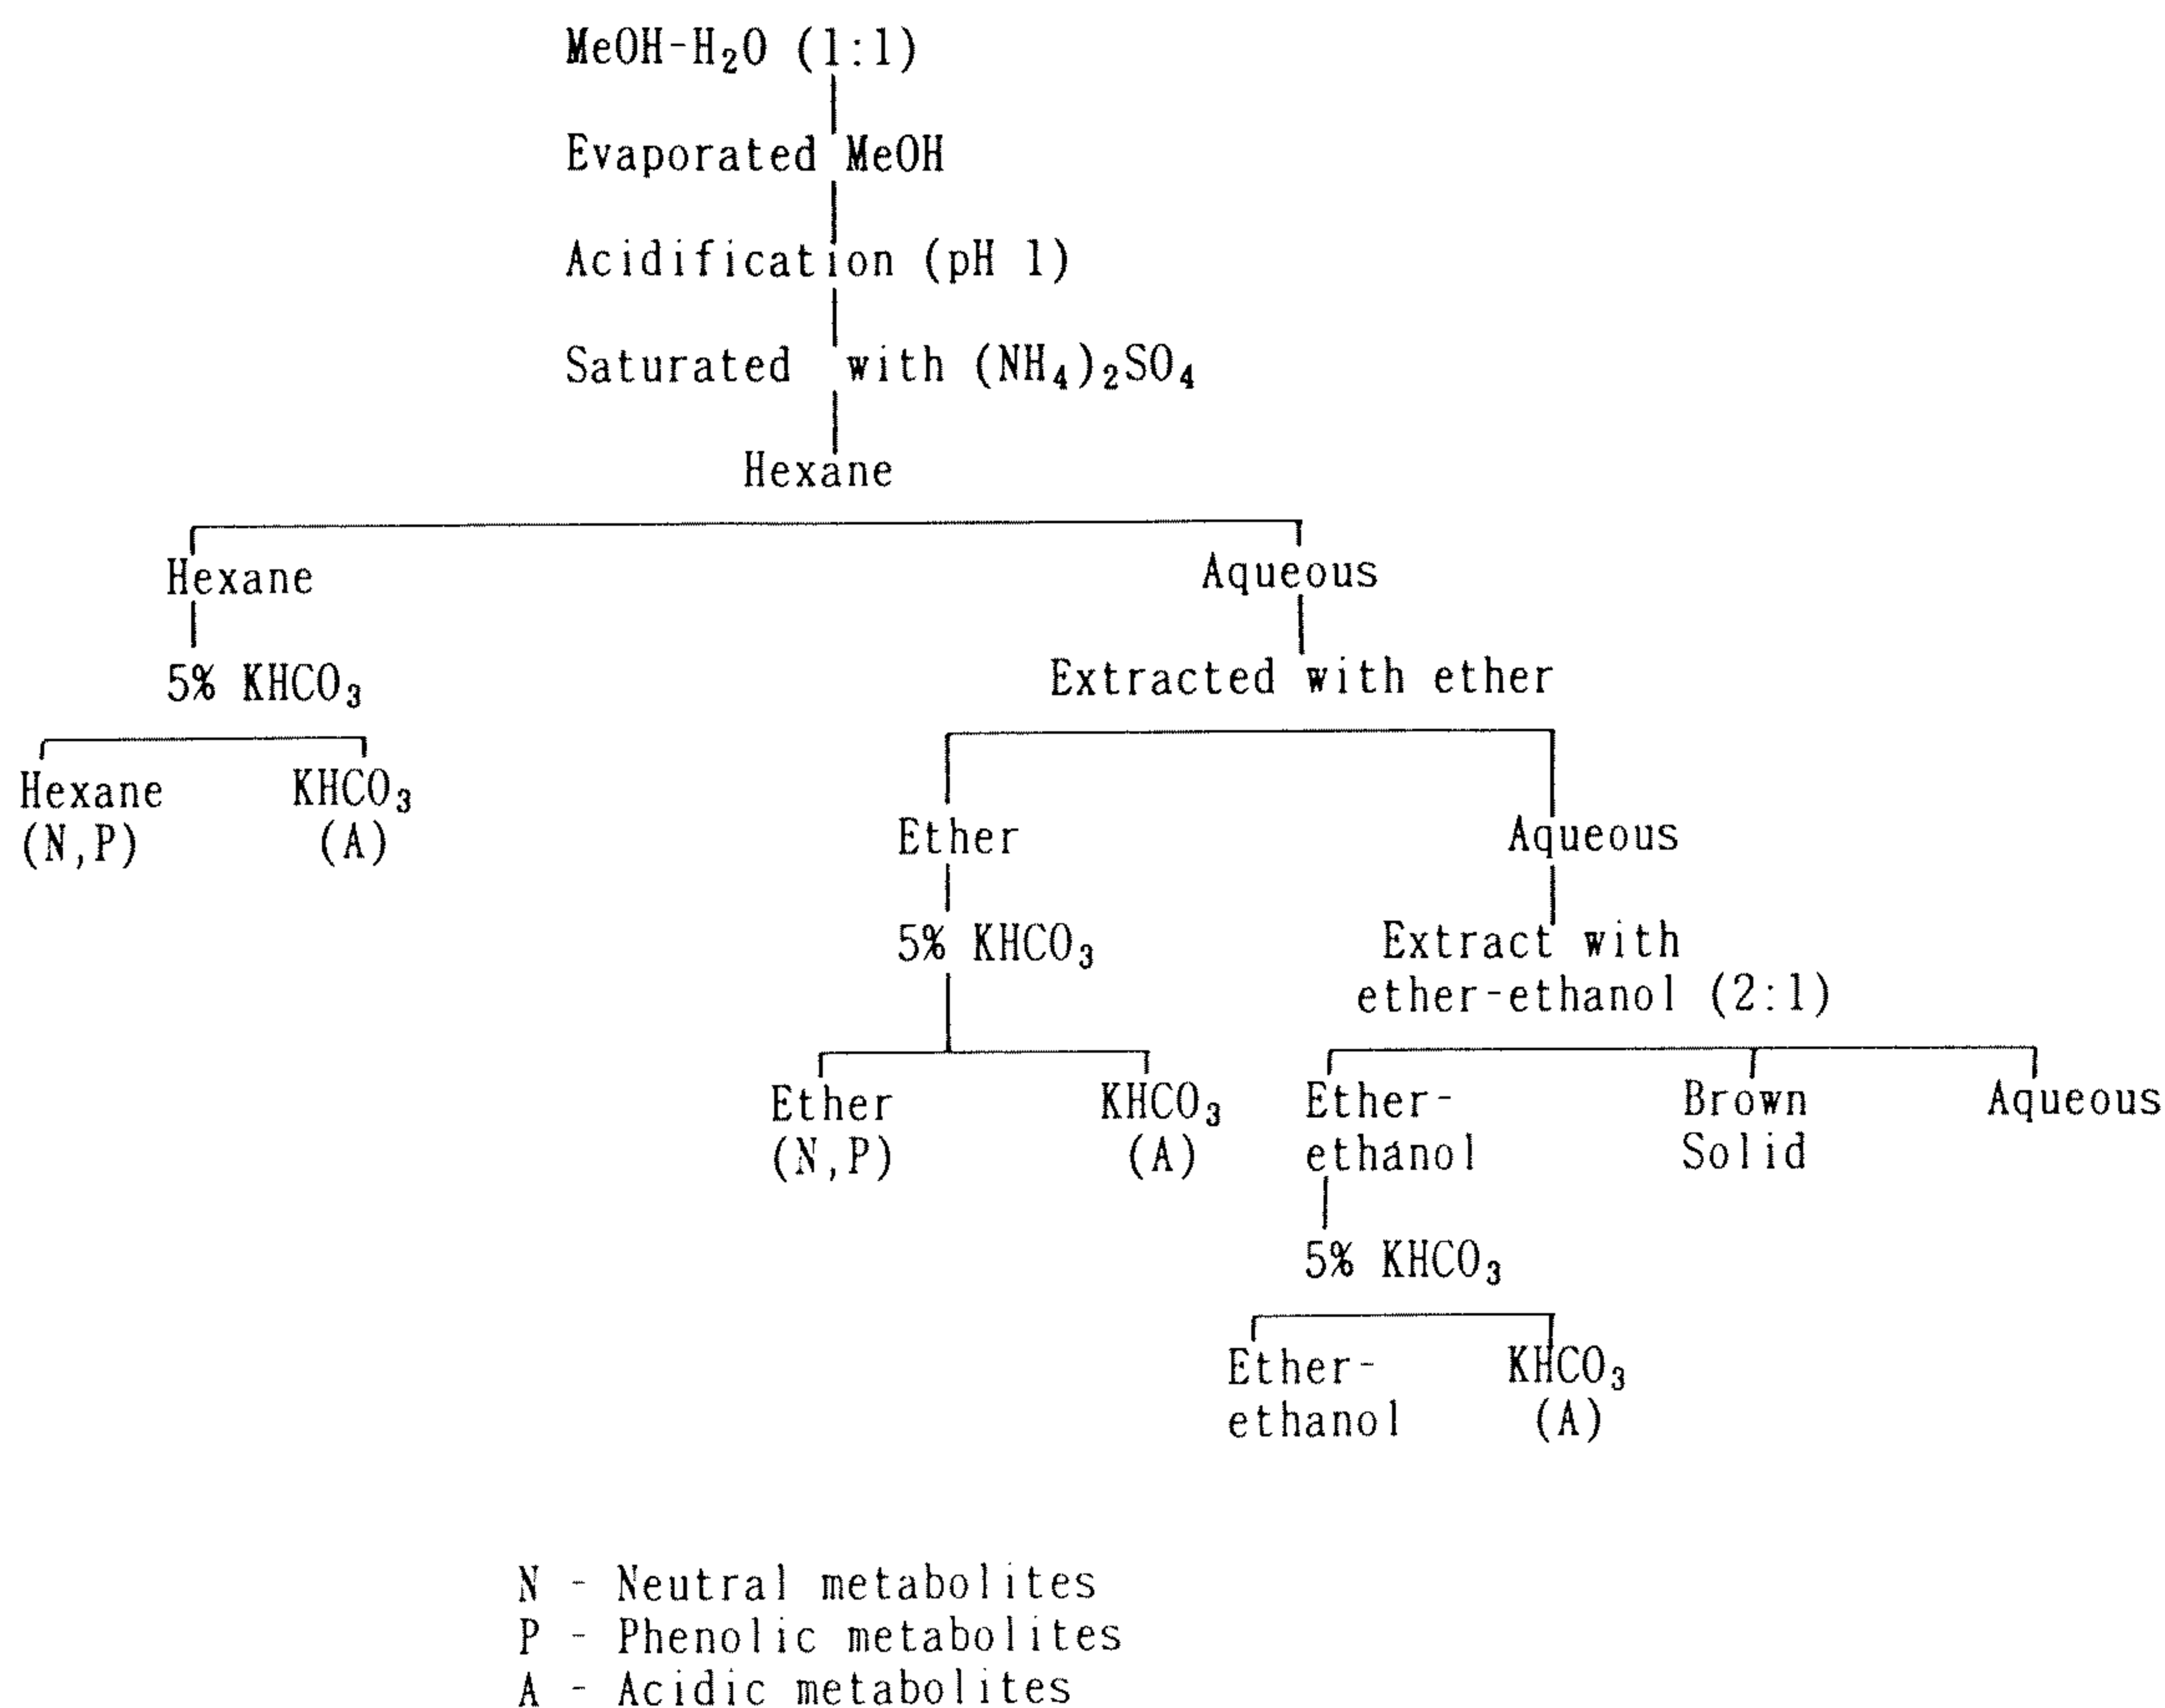 MeOH-H₂O (1:1)
Evaporated MeOH
Acidification (pH 1)
Saturated with (NH₄)₂SO₄
Hexane
Hexane
Aqueous
5% KHCO₃
Extracted with ether
Hexane
(N,P)
KHCO₃
(A)
Ether
Aqueous
5% KHCO₃
Extract with
ether-ethanol (2:1)
Ether
(N,P)
KHCO₃
(A)
Ether-
ethanol
Brown
Solid
Aqueous
5% KHCO₃
Ether-
ethanol
KHCO₃
(A)
N - Neutral metabolites
P - Phenolic metabolites
A - Acidic metabolites